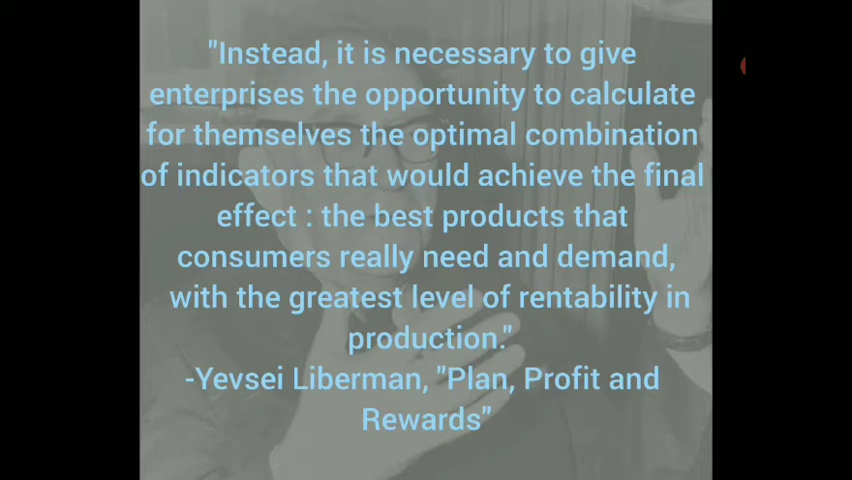 "Instead, it is necessary to give
enterprises the opportunity to calculate
for themselves the optimal combination
of indicators that would achieve the final
effect : the best products that
consumers really need and demand,
with the greatest level of rentability in
production."
-Yevsei Liberman, "Plan, Profit and
Rewards"